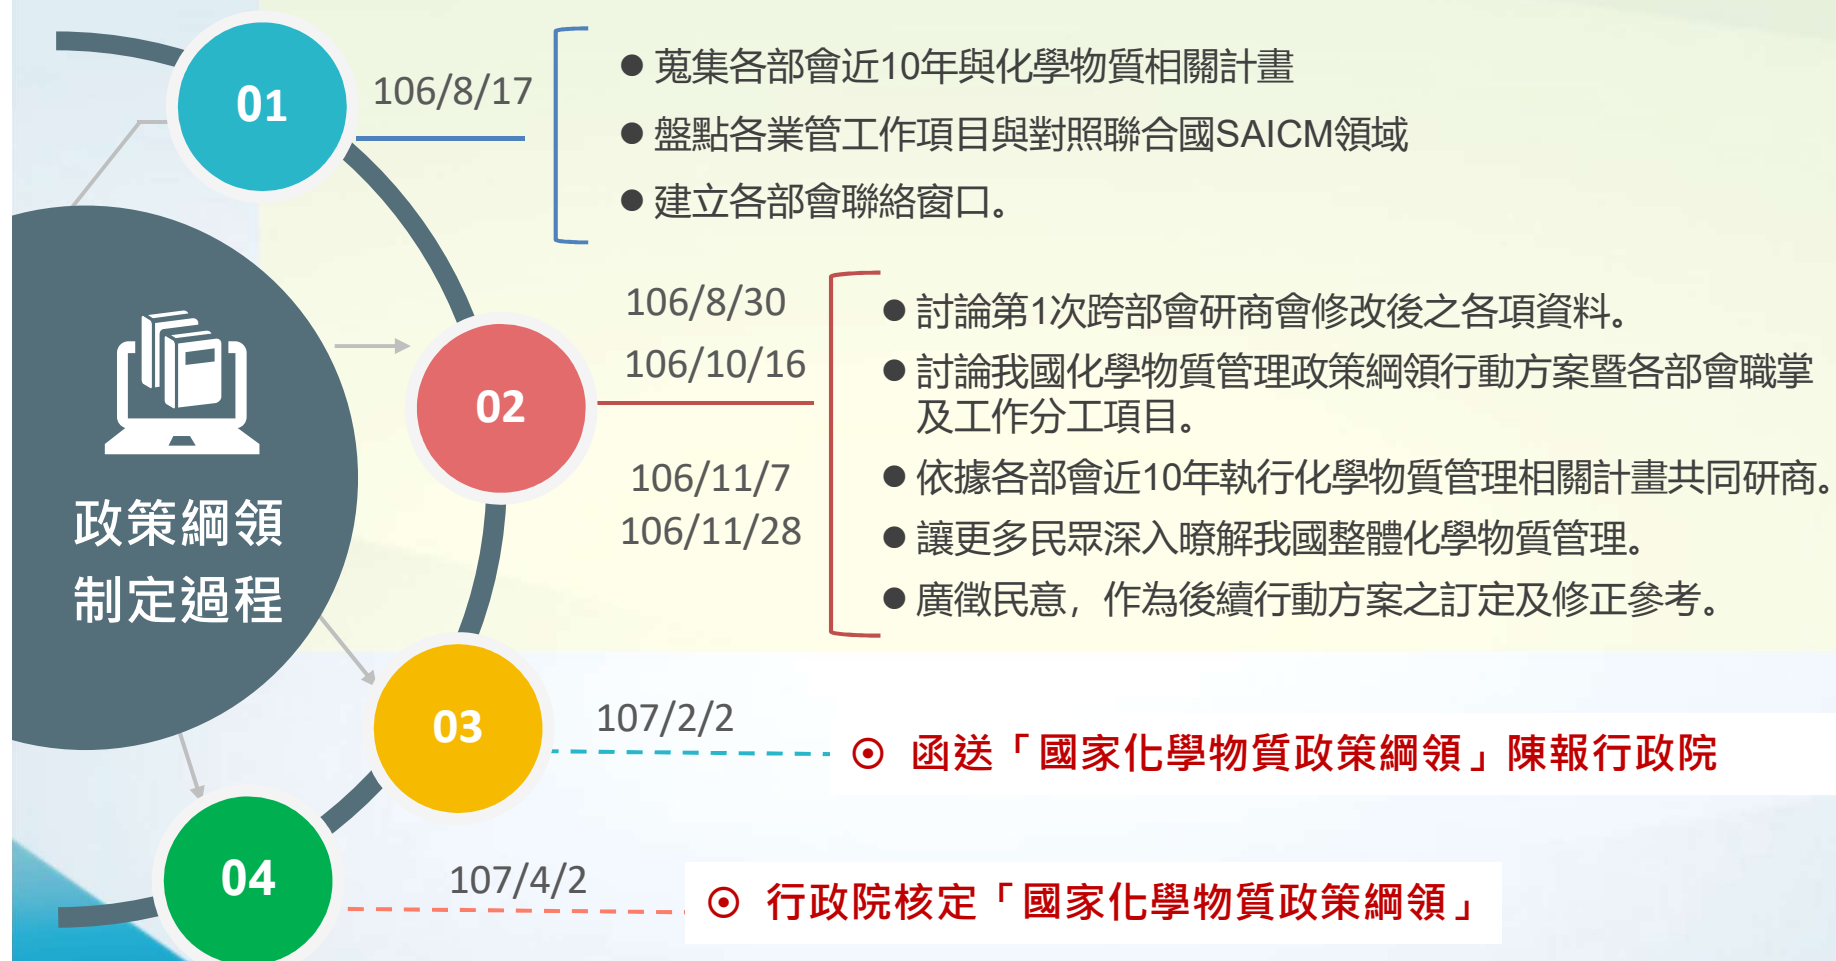 01
106/8/17
● 蒐集各部會近10年與化學物質相關計畫
● 盤點各業管工作項目與對照聯合國SAICM領域
● 建立各部會聯絡窗口。
政策綱領
制定過程
02
106/8/30
106/10/16
106/11/7
106/11/28
● 討論第1次跨部會研商會修改後之各項資料。
● 討論我國化學物質管理政策綱領行動方案暨各部會職掌
及工作分工項目。
● 依據各部會近10年執行化學物質管理相關計畫共同研商。
● 讓更多民眾深入瞭解我國整體化學物質管理。
● 廣徵民意，作為後續行動方案之訂定及修正參考。
03
107/2/2
⊙ 函送「國家化學物質政策綱領」陳報行政院
04
107/4/2
⊙ 行政院核定「國家化學物質政策綱領」